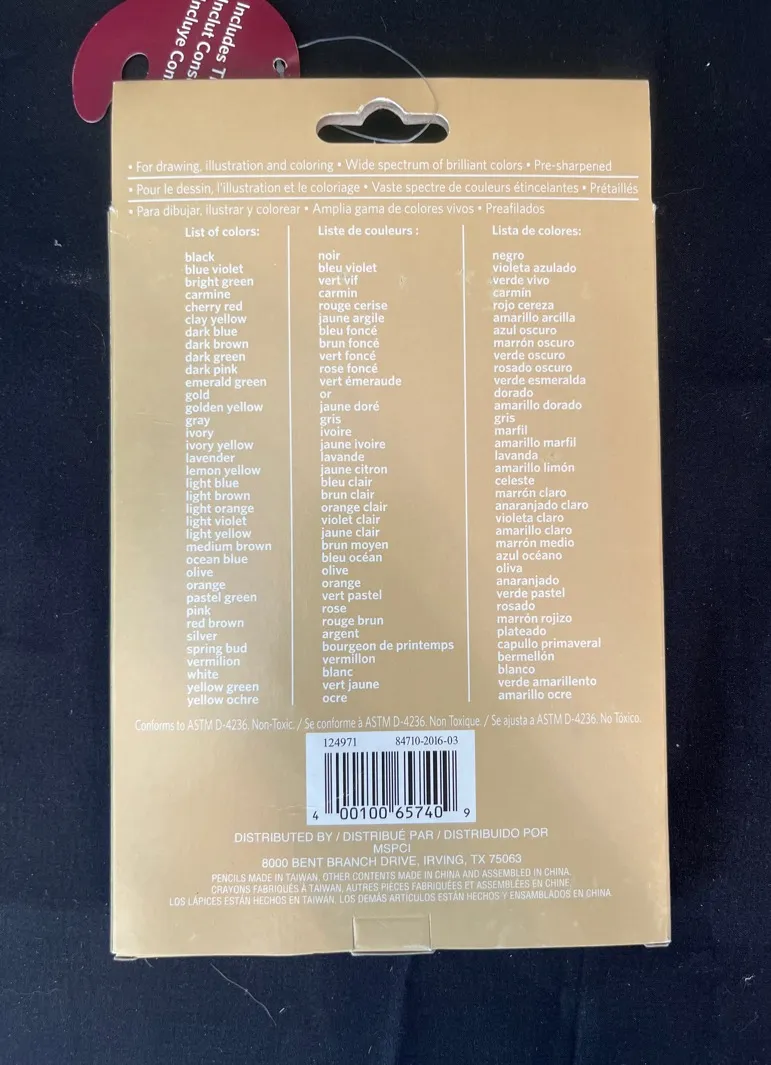 Includes T
Inclut Cons
ncluye Con
• For drawing, illustration and coloring • Wide spectrum of brilliant colors • Pre-sharpened
• Pour le dessin, l'illustration et le coloriage • Vaste spectre de couleurs étincelantes • Prétaillés
• Para dibujar, ilustrar y colorear • Amplia gama de colores vivos • Preafilados
List of colors:
black
blue violet
bright green
carmine
cherry red
clay yellow
dark blue
dark brown
dark green
dark pink
emerald green
gold
golden yellow
gray
ivory
ivory yellow
lavender
lemon yellow
light blue
light brown
light orange
light violet
light yellow
medium brown
ocean blue
olive
orange
pastel green
pink
red brown
silver
spring bud
vermilion
white
yellow green
yellow ochre
Liste de couleurs :
noir
bleu violet
vert vif
carmin
rouge cerise
jaune argile
bleu foncé
brun foncé
vert foncé
rose foncé
vert émeraude
or
jaune doré
gris
ivoire
jaune ivoire
lavande
jaune citron
bleu clair
brun clair
orange clair
violet clair
jaune clair
brun moyen
bleu océan
olive
orange
vert pastel
rose
rouge brun
argent
bourgeon de printemps
vermillon
blanc
vert jaune
ocre
Lista de colores:
negro
violeta azulado
verde vivo
carmín
rojo cereza
amarillo arcilla
azul oscuro
marrón oscuro
verde oscuro
rosado oscuro
verde esmeralda
dorado
amarillo dorado
gris
marfil
amarillo marfil
lavanda
amarillo limón
celeste
marrón claro
anaranjado claro
violeta claro
amarillo claro
marrón medio
azul océano
oliva
anaranjado
verde pastel
rosado
marrón rojizo
plateado
capullo primaveral
bermellón
blanco
verde amarillento
amarillo ocre
Conforms to ASTM D-4236. Non-Toxic. / Se conforme à ASTM D-4236. Non Toxique. / Se ajusta a ASTM D-4236. No Tóxico.
124971 84710-2016-03
4 00100 65740 9
DISTRIBUTED BY / DISTRIBUÉ PAR / DISTRIBUIDO POR
MSPCI
8000 BENT BRANCH DRIVE, IRVING, TX 75063
PENCILS MADE IN TAIWAN. OTHER CONTENTS MADE IN CHINA AND ASSEMBLED IN CHINA.
CRAYONS FABRIQUÉS À TAIWAN, AUTRES PIÈCES FABRIQUÉES ET ASSEMBLÉES EN CHINE.
LOS LÁPICES ESTÁN HECHOS EN TAIWAN. LOS DEMÁS ARTICULOS ESTÁN HECHOS Y ENSAMBLADOS EN CHINA.